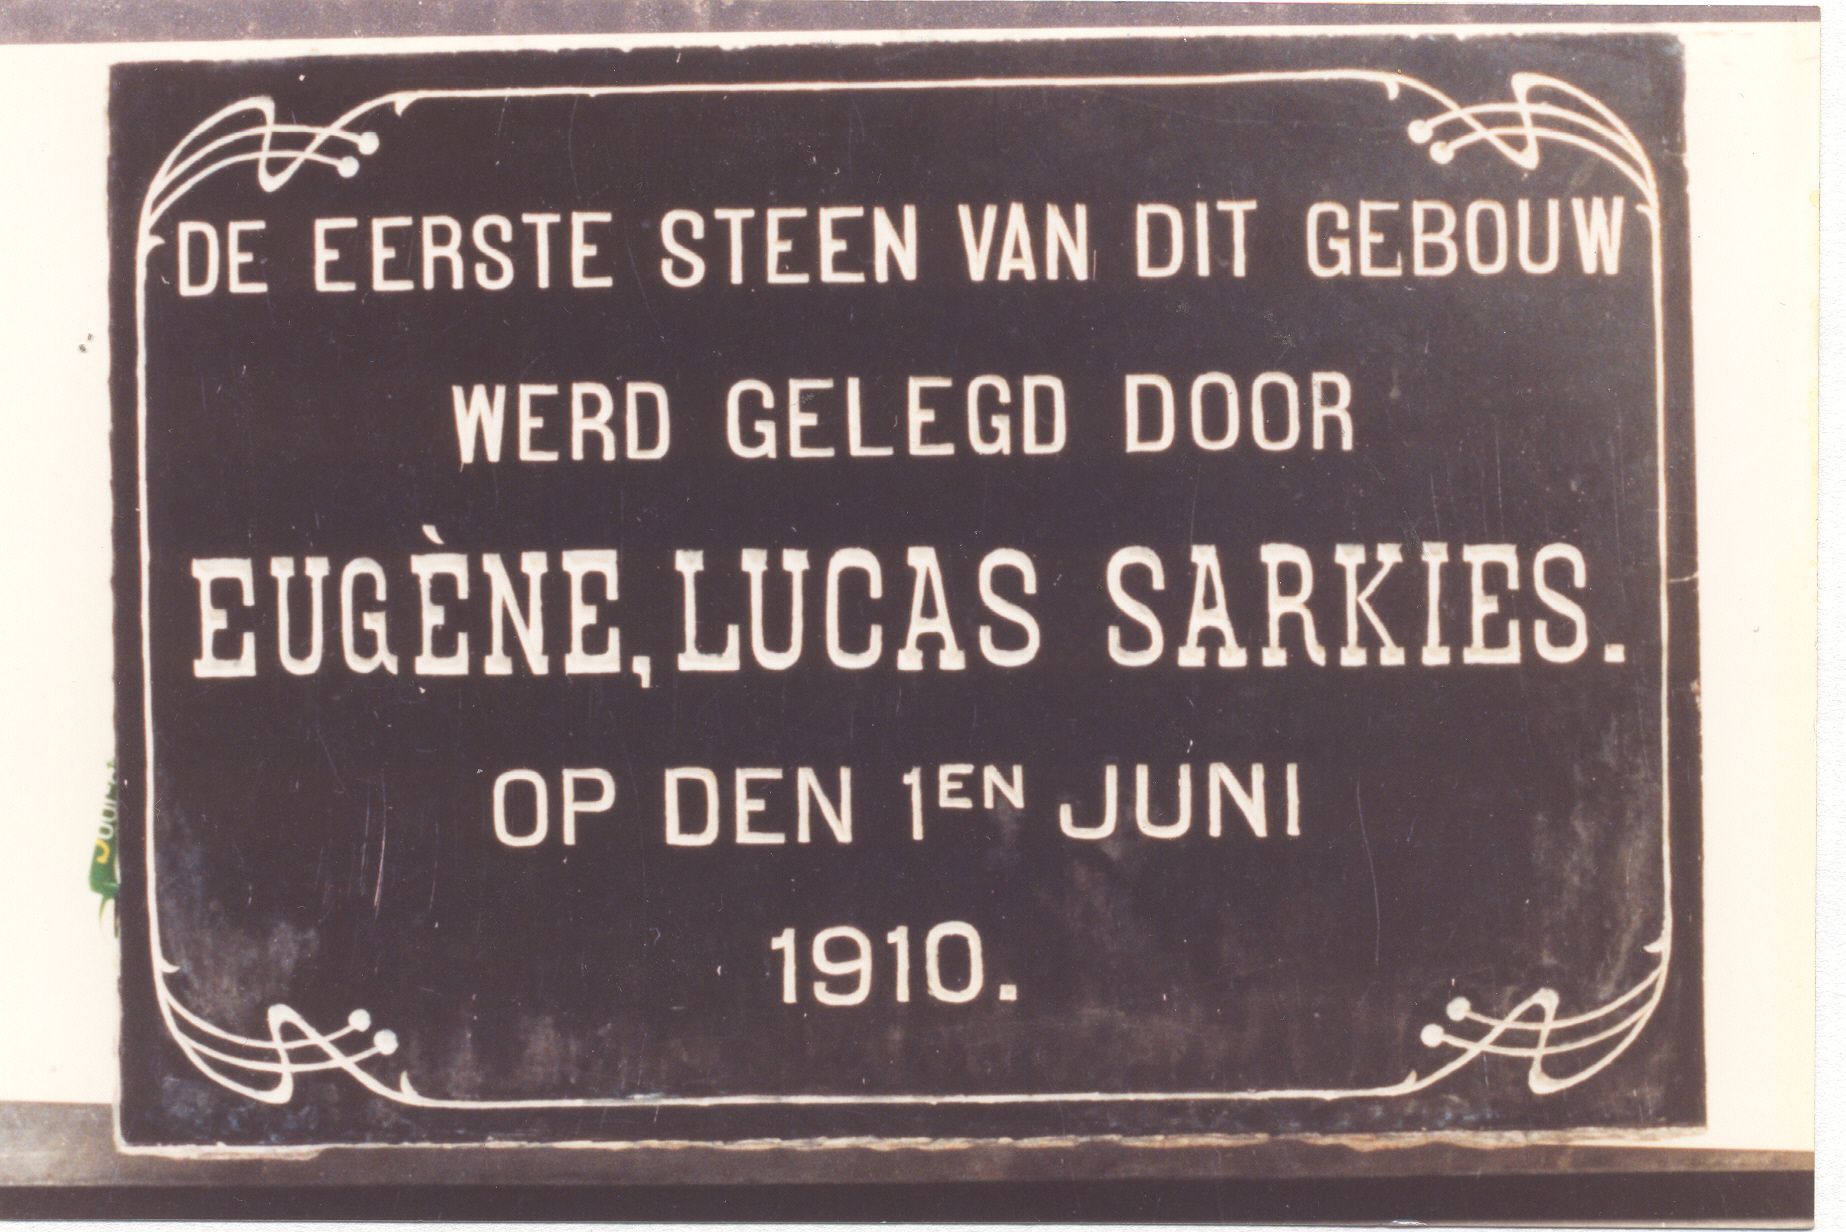 DE EERSTE STEEN VAN DIT GEBOUW
WERD GELEGD DOOR
EUGÈNE, LUCAS SARKIES.
OP DEN 1EN JUNI
1910.